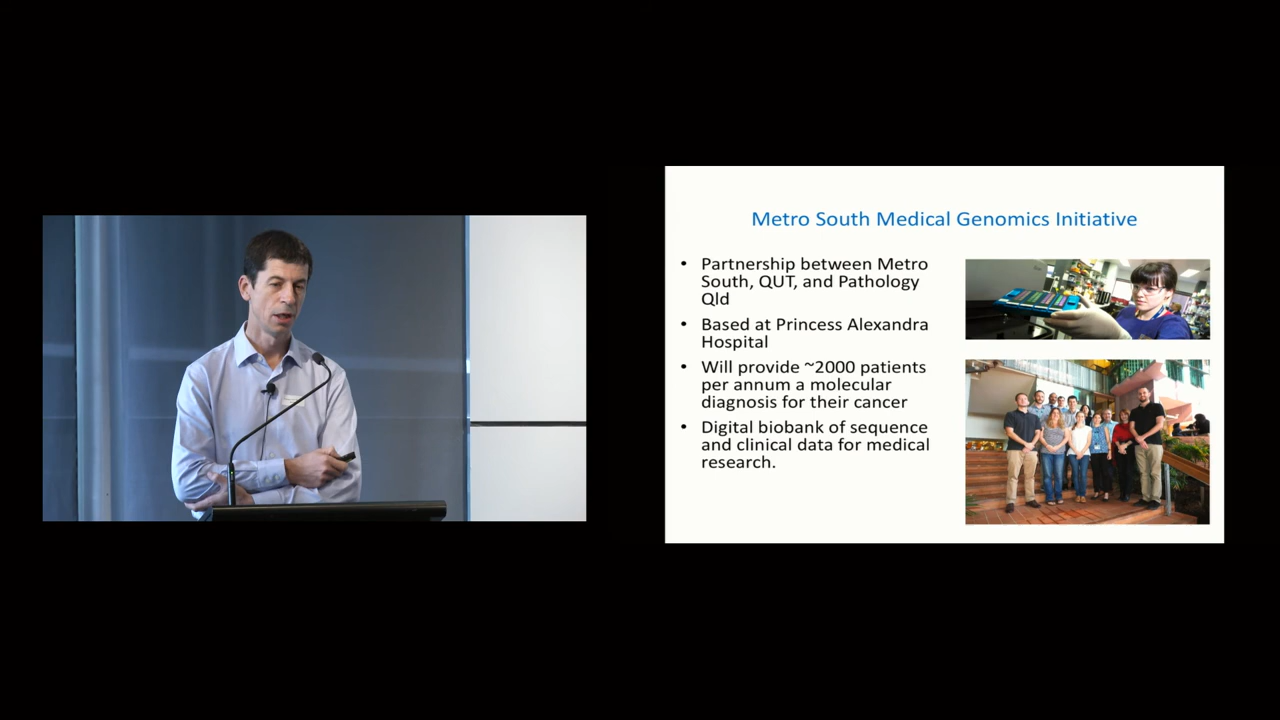 Metro South Medical Genomics Initiative
• Partnership between Metro
South, QUT, and Pathology
Qld
• Based at Princess Alexandra
Hospital
• Will provide ~2000 patients
per annum a molecular
diagnosis for their cancer
• Digital biobank of sequence
and clinical data for medical
research.